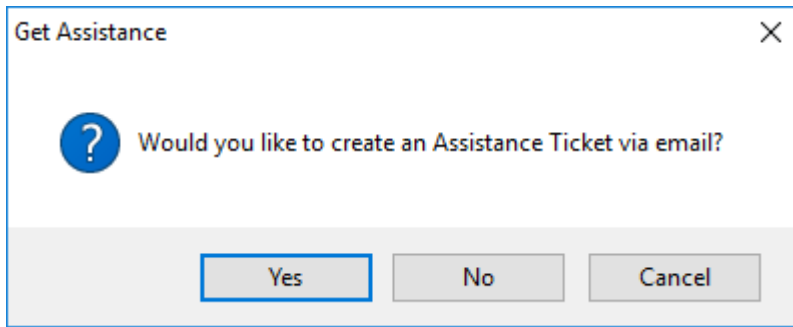 Get Assistance
?
Would you like to create an Assistance Ticket via email?
Yes No Cancel